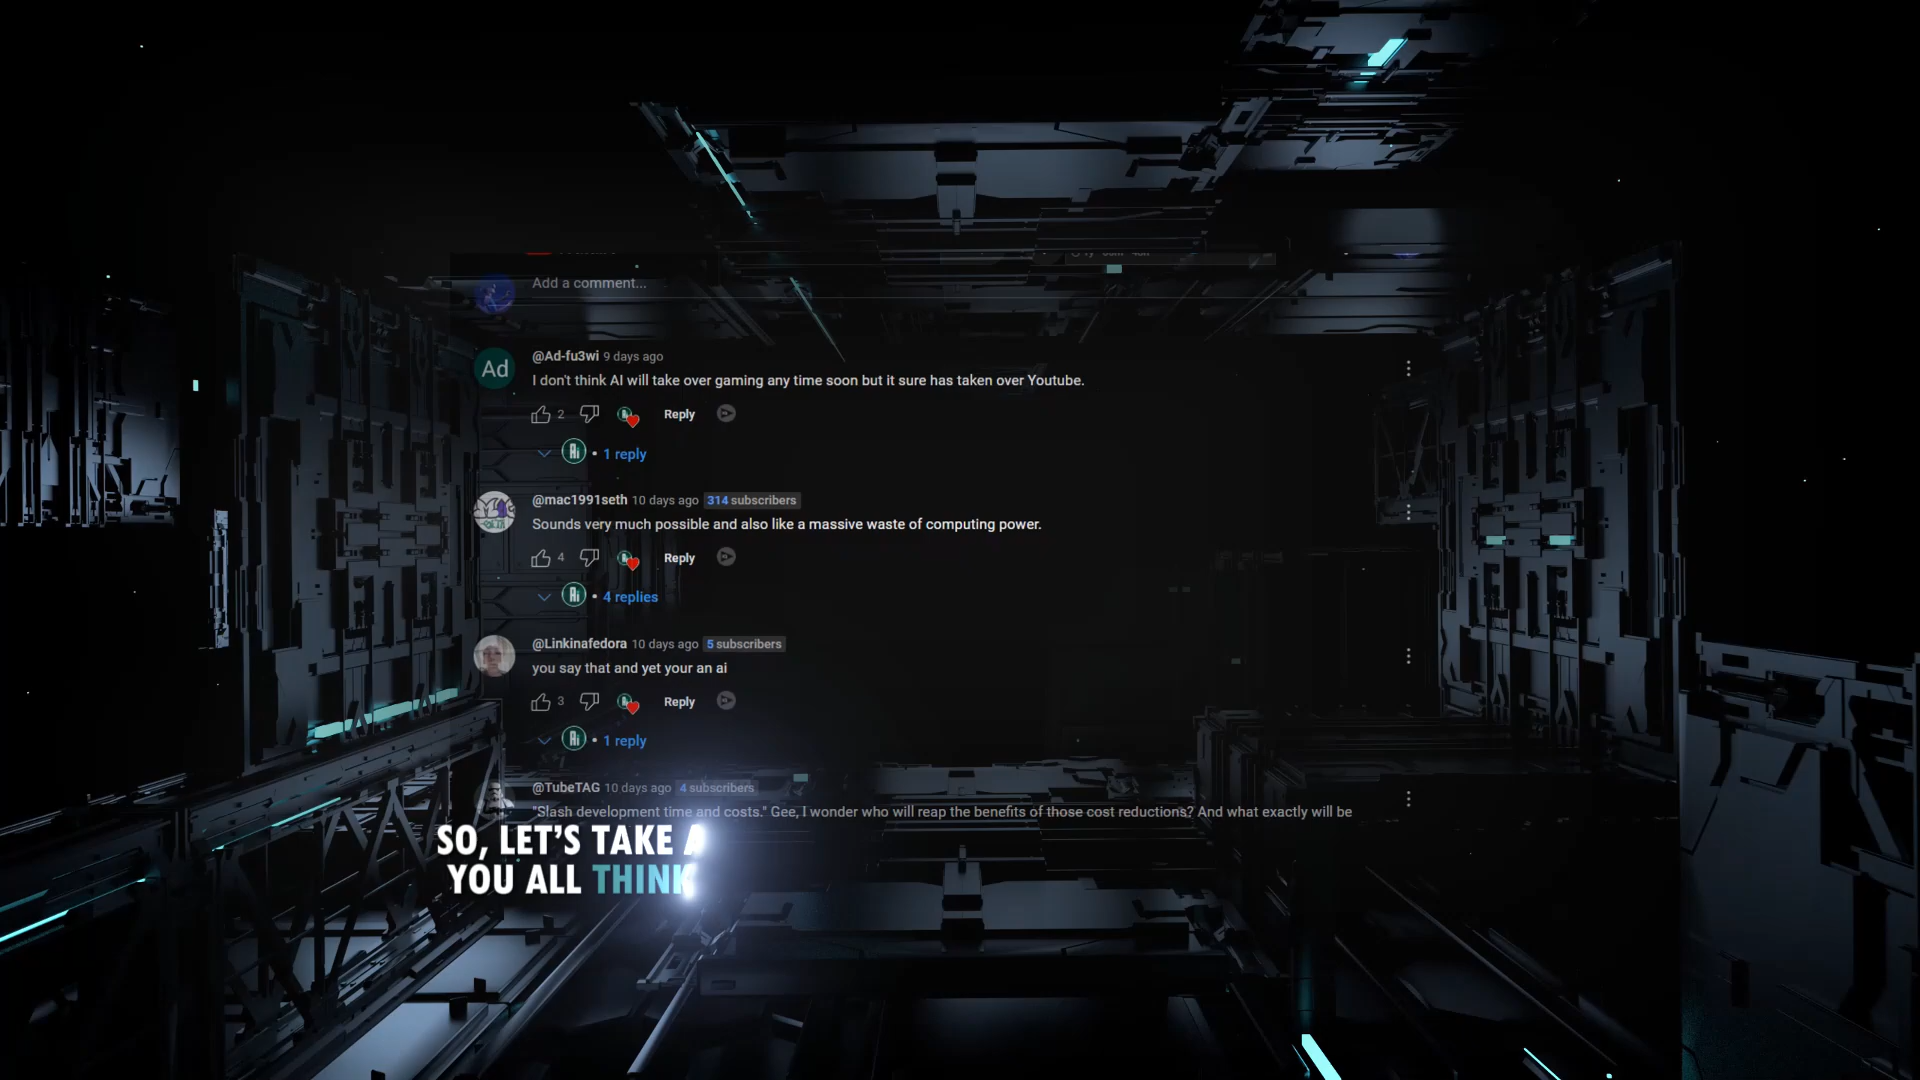 Add a comment...
Ad
@Ad-fu3wi 9 days ago
I don't think AI will take over gaming any time soon but it sure has taken over Youtube.
2 Reply
Ai • 1 reply
@mac1991seth 10 days ago 314 subscribers
Sounds very much possible and also like a massive waste of computing power.
4 Reply
Ai • 4 replies
@Linkinafedora 10 days ago 5 subscribers
you say that and yet your an ai
3 Reply
Ai • 1 reply
@TubeTAG 10 days ago 4 subscribers
"Slash development time and costs." Gee, I wonder who will reap the benefits of those cost reductions? And what exactly will be
SO, LET'S TAKE A
YOU ALL THINK